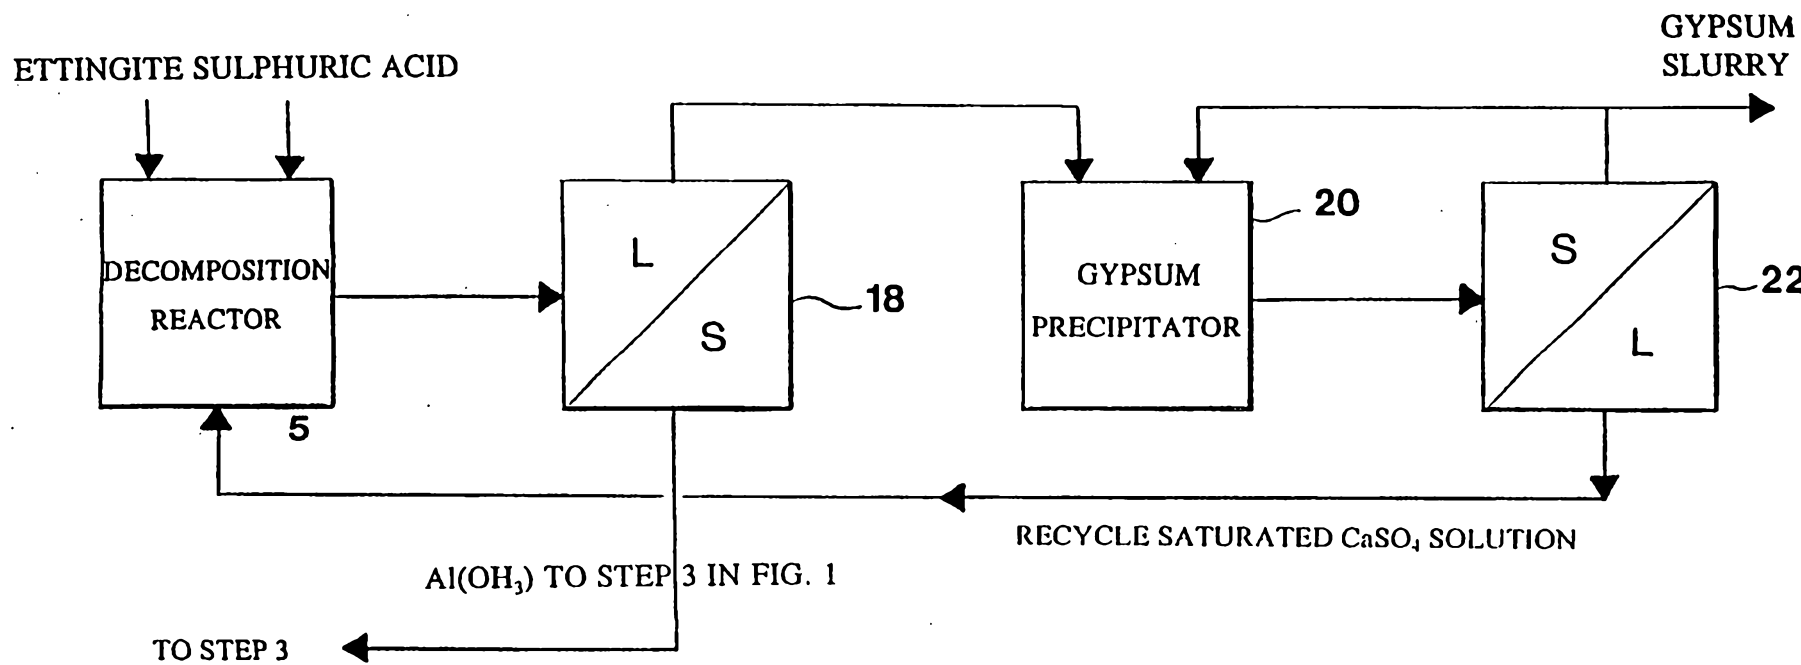 GYPSUM
SLURRY
ETTINGITE SULPHURIC ACID
DECOMPOSITION
REACTOR
5
L
S
18
GYPSUM
PRECIPITATOR
20
S
L
22
RECYCLE SATURATED CaSO₄ SOLUTION
Al(OH₃) TO STEP 3 IN FIG. 1
TO STEP 3